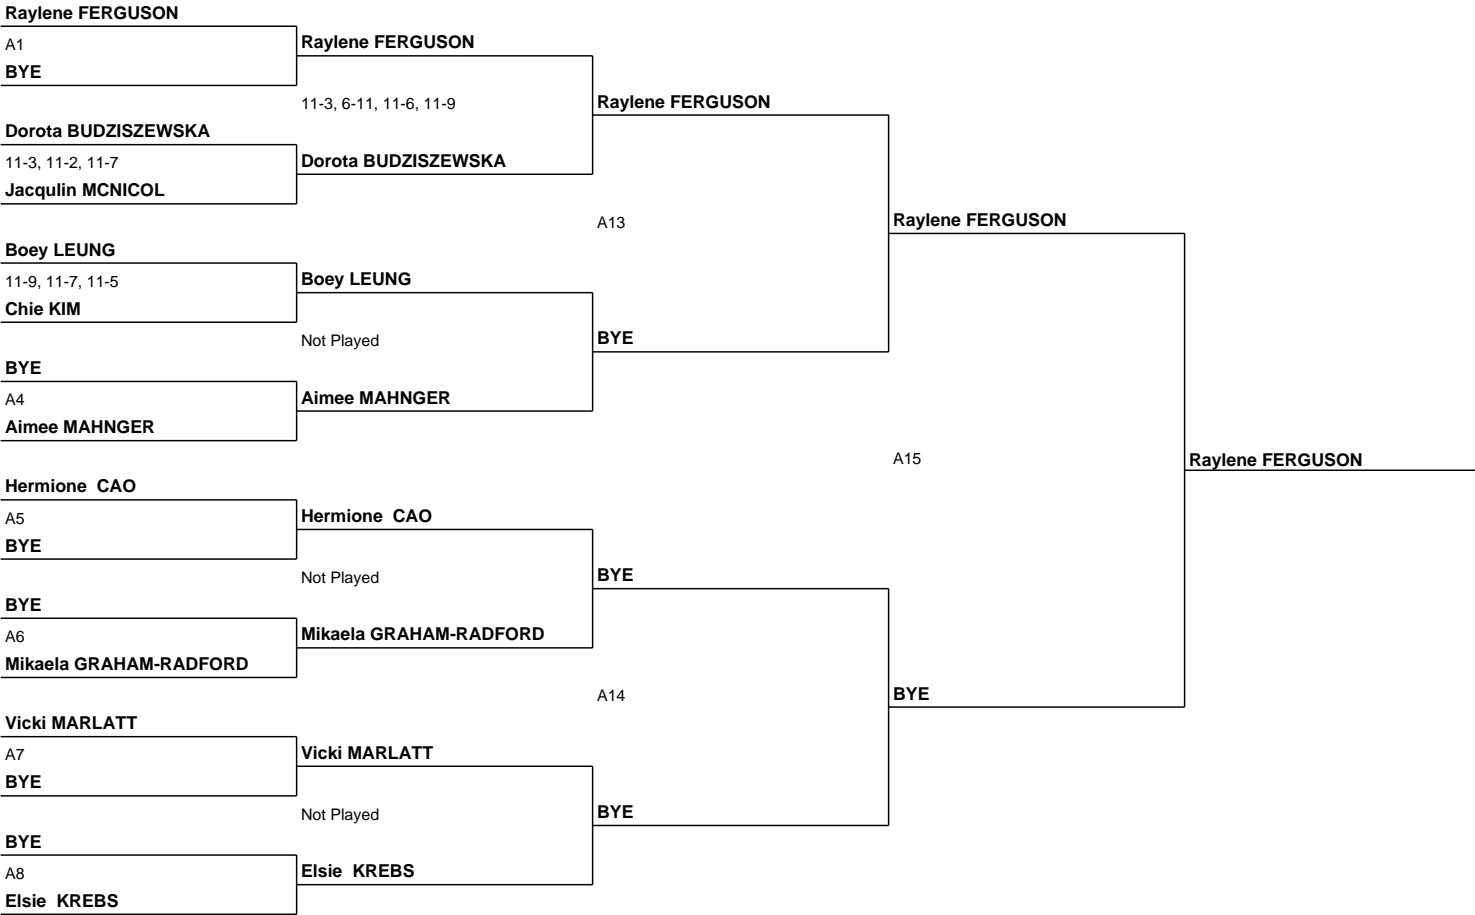 Raylene FERGUSON
A1
BYE
Dorota BUDZISZEWSKA
11-3, 11-2, 11-7
Jacqulin MCNICOL
Boey LEUNG
11-9, 11-7, 11-5
Chie KIM
BYE
A4
Aimee MAHNGER
Hermione  CAO
A5
BYE
BYE
A6
Mikaela GRAHAM-RADFORD
Vicki MARLATT
A7
BYE
BYE
A8
Elsie  KREBS
Raylene FERGUSON
11-3, 6-11, 11-6, 11-9
Dorota BUDZISZEWSKA
Boey LEUNG
Not Played
Aimee MAHNGER
Hermione  CAO
Not Played
Mikaela GRAHAM-RADFORD
Vicki MARLATT
Not Played
Elsie  KREBS
Raylene FERGUSON
A13
BYE
BYE
A14
BYE
Raylene FERGUSON
A15
BYE
Raylene FERGUSON